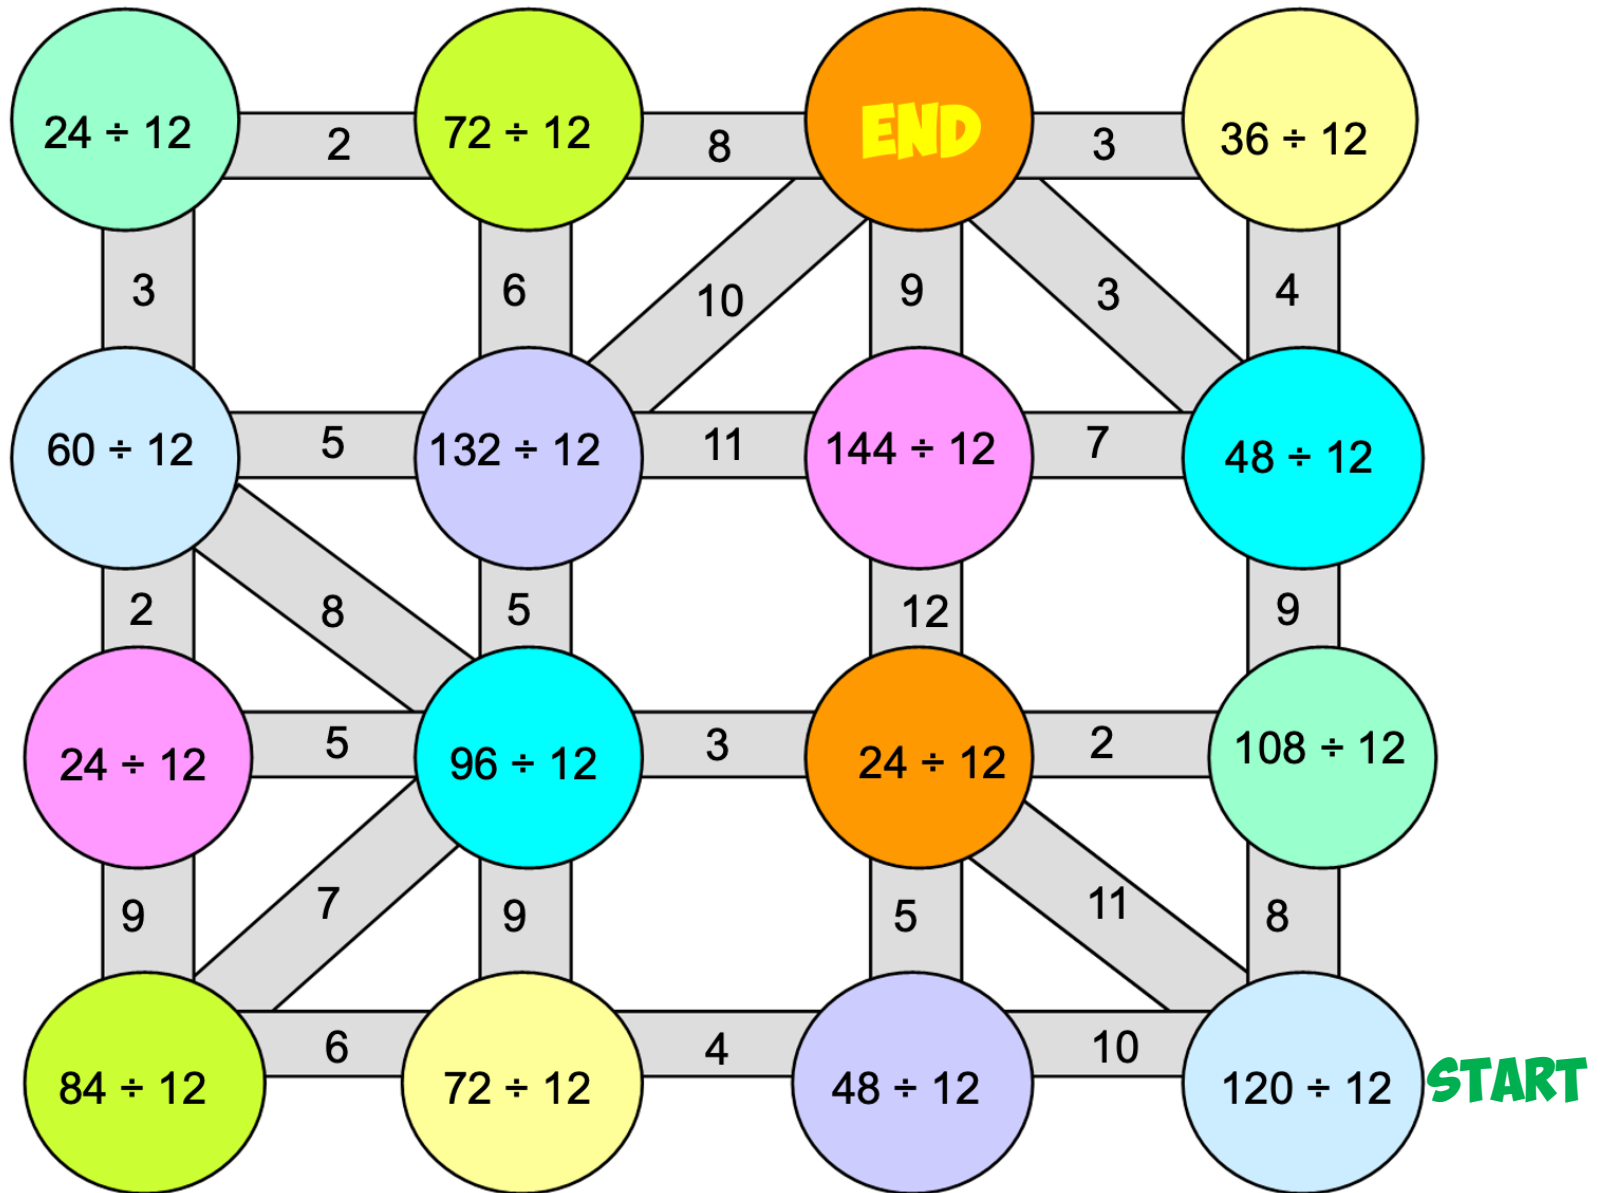 24 ÷ 12 2 72 ÷ 12 8 END 3 36 ÷ 12
3 6 10 9 3 4
60 ÷ 12 5 132 ÷ 12 11 144 ÷ 12 7 48 ÷ 12
2 8 5 12 9
24 ÷ 12 5 96 ÷ 12 3 24 ÷ 12 2 108 ÷ 12
9 7 9 5 11 8
84 ÷ 12 6 72 ÷ 12 4 48 ÷ 12 10 120 ÷ 12 START